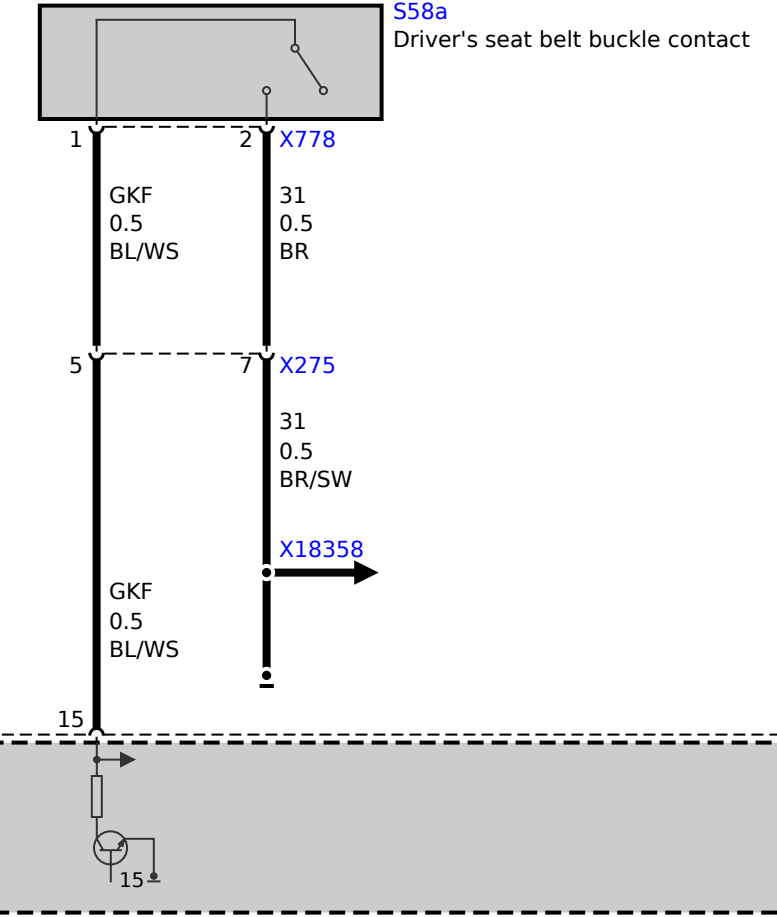 S58a
Driver's seat belt buckle contact
1
2
X778
GKF
0.5
BL/WS
31
0.5
BR
5
7
X275
31
0.5
BR/SW
X18358
GKF
0.5
BL/WS
15
15